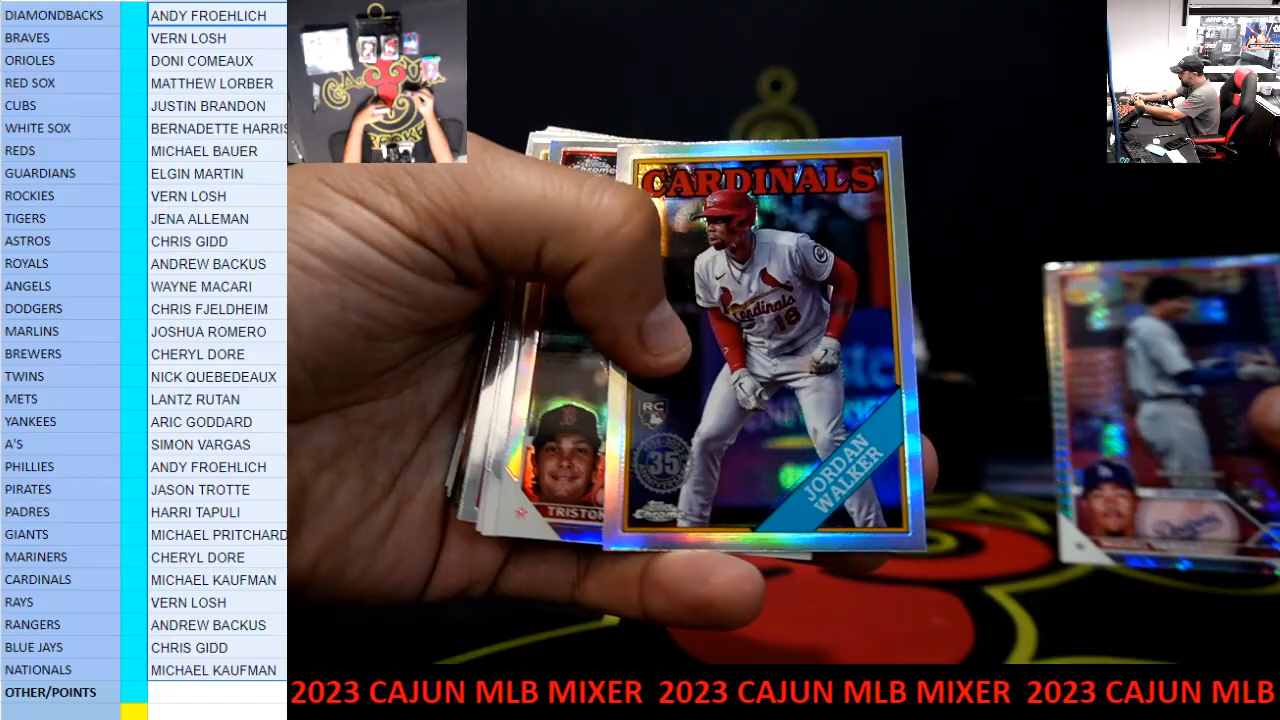 DIAMONDBACKS ANDY FROEHLICH
BRAVES VERN LOSH
ORIOLES DONI COMEAUX
RED SOX MATTHEW LORBER
CUBS JUSTIN BRANDON
WHITE SOX BERNADETTE HARRIS
REDS MICHAEL BAUER
GUARDIANS ELGIN MARTIN
ROCKIES VERN LOSH
TIGERS JENA ALLEMAN
ASTROS CHRIS GIDD
ROYALS ANDREW BACKUS
ANGELS WAYNE MACARI
DODGERS CHRIS FJELDHEIM
MARLINS JOSHUA ROMERO
BREWERS CHERYL DORE
TWINS NICK QUEBEDEAUX
METS LANTZ RUTAN
YANKEES ARIC GODDARD
A'S SIMON VARGAS
PHILLIES ANDY FROEHLICH
PIRATES JASON TROTTE
PADRES HARRI TAPULI
GIANTS MICHAEL PRITCHARD
MARINERS CHERYL DORE
CARDINALS MICHAEL KAUFMAN
RAYS VERN LOSH
RANGERS ANDREW BACKUS
BLUE JAYS CHRIS GIDD
NATIONALS MICHAEL KAUFMAN
OTHER/POINTS
CARDINALS
Cardinals
18
RC
35
ANNIVERSARY
Topps
Chrome
JORDAN
WALKER
TRISTON
2023 CAJUN MLB MIXER 2023 CAJUN MLB MIXER 2023 CAJUN MLB